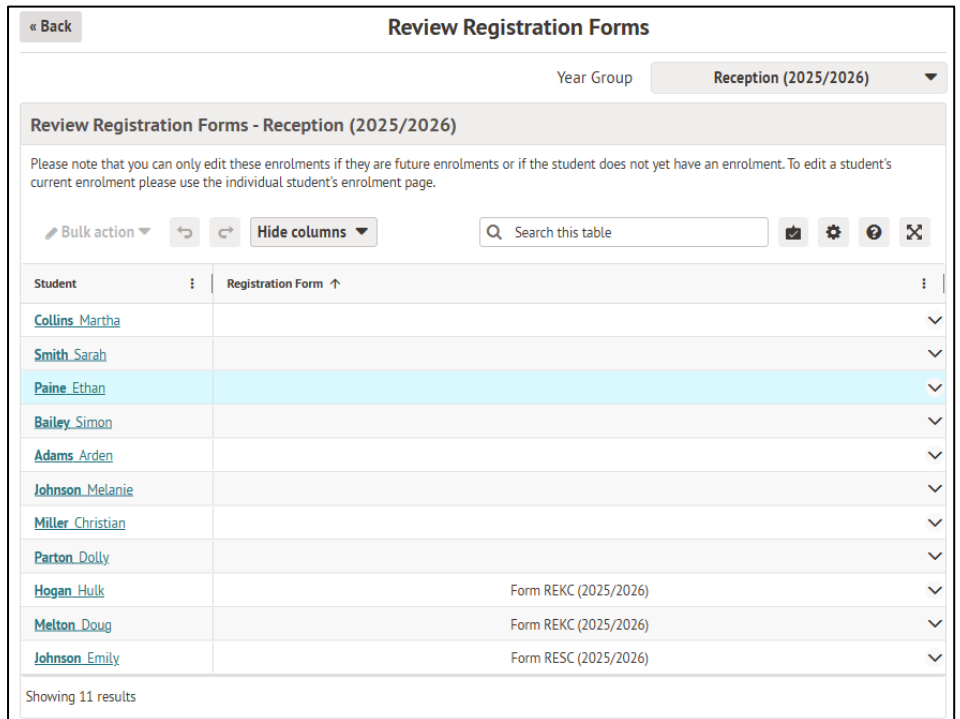 « Back
Review Registration Forms
Year Group
Reception (2025/2026)
Review Registration Forms - Reception (2025/2026)
Please note that you can only edit these enrolments if they are future enrolments or if the student does not yet have an enrolment. To edit a student's
current enrolment please use the individual student's enrolment page.
Bulk action
Hide columns
Search this table
Student
Registration Form ↑
Collins Martha
Smith Sarah
Paine Ethan
Bailey Simon
Adams Arden
Johnson Melanie
Miller Christian
Parton Dolly
Hogan Hulk Form REKC (2025/2026)
Melton Doug Form REKC (2025/2026)
Johnson Emily Form RESC (2025/2026)
Showing 11 results